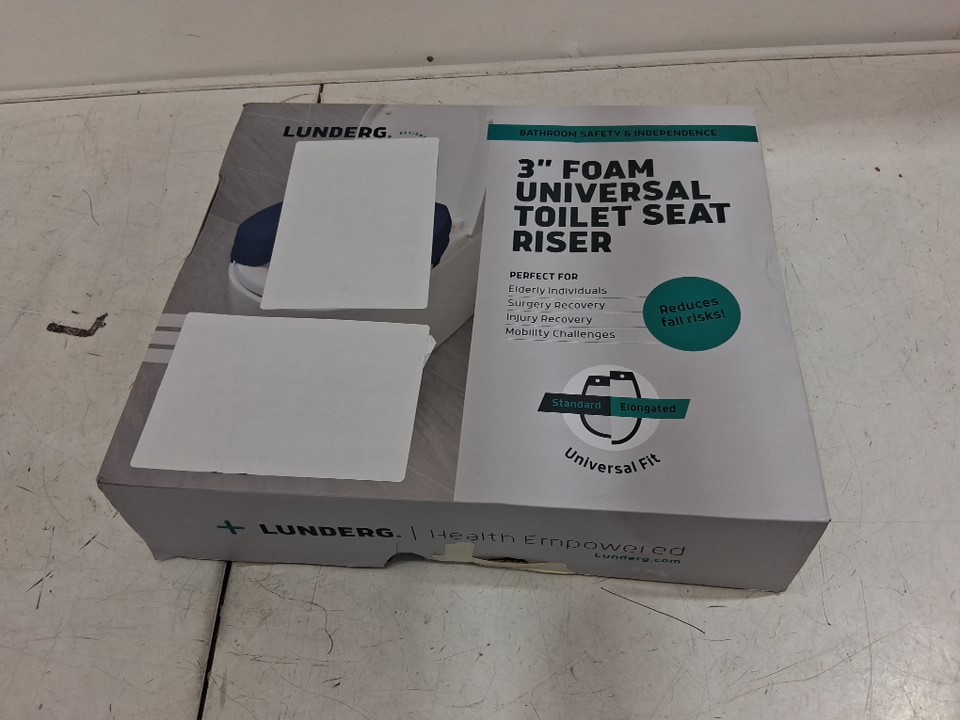 LUNDERG.
BATHROOM SAFETY & INDEPENDENCE
3" FOAM
UNIVERSAL
TOILET SEAT
RISER
PERFECT FOR
Elderly Individuals
Surgery Recovery
Injury Recovery
Mobility Challenges
Reduces
fall risks!
Standard Elongated
Universal Fit
+ LUNDERG. | Health Empowered
Lunderg.com